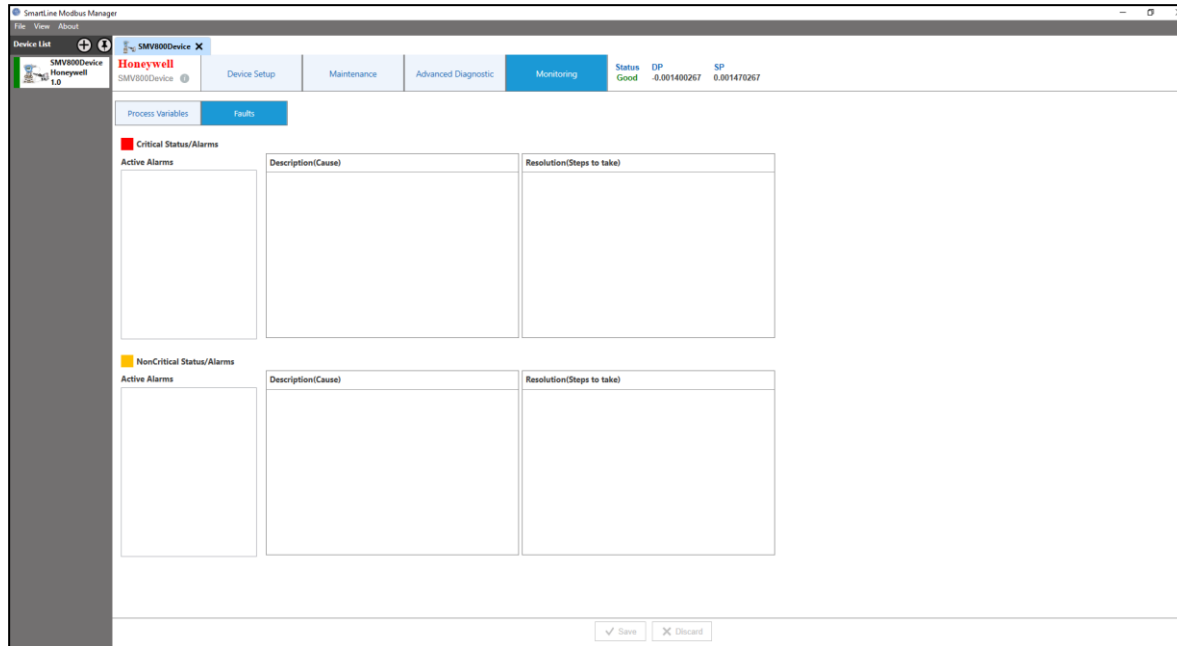 SmartLine Modbus Manager
File View About
Device List
SMV800Device
SMV800Device
Honeywell
1.0
Honeywell
SMV800Device
Device Setup
Maintenance
Advanced Diagnostic
Monitoring
Status DP SP
Good -0.001400267 0.001470267
Process Variables
Faults
Critical Status/Alarms
Active Alarms
Description(Cause)
Resolution(Steps to take)
NonCritical Status/Alarms
Active Alarms
Description(Cause)
Resolution(Steps to take)
Save
Discard